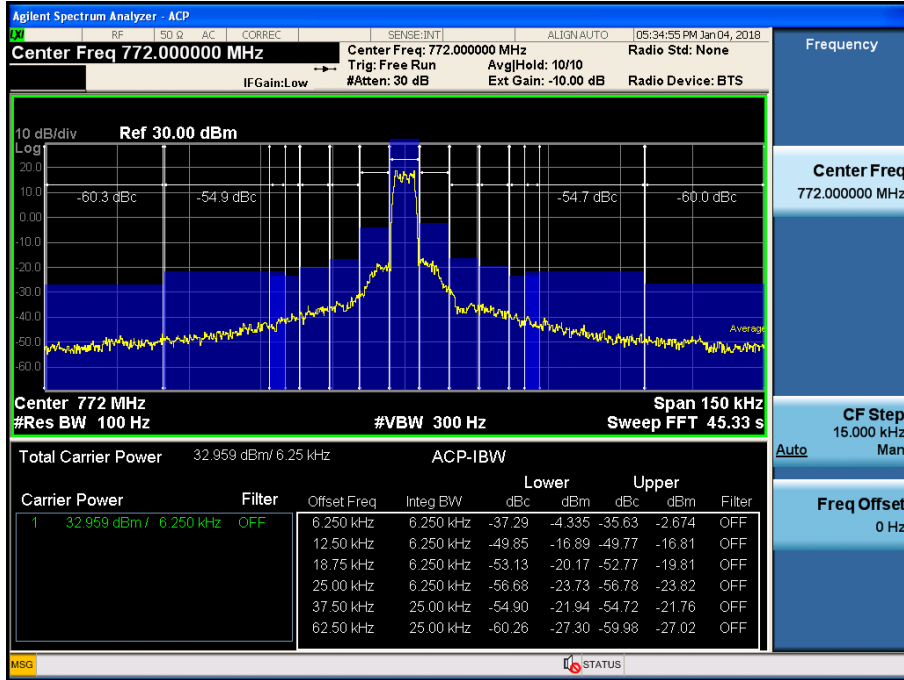 Agilent Spectrum Analyzer - ACP
LXI RF 50 Ω AC CORREC SENSE:INT ALIGN AUTO 05:34:55 PM Jan 04, 2018
Center Freq 772.000000 MHz
Center Freq: 772.000000 MHz Radio Std: None
Trig: Free Run Avg|Hold: 10/10
IFGain:Low #Atten: 30 dB Ext Gain: -10.00 dB Radio Device: BTS
10 dB/div Ref 30.00 dBm
Log
20.0
10.0
0.00
-10.0
-20.0
-30.0
-40.0
-50.0
-60.0
-60.3 dBc -54.9 dBc -54.7 dBc -60.0 dBc
Average
Center 772 MHz Span 150 kHz
#Res BW 100 Hz #VBW 300 Hz Sweep FFT 45.33 s
Total Carrier Power 32.959 dBm/ 6.25 kHz ACP-IBW
Lower Upper
Carrier Power Filter Offset Freq Integ BW dBc dBm dBc dBm Filter
1 32.959 dBm / 6.250 kHz OFF 6.250 kHz 6.250 kHz -37.29 -4.335 -35.63 -2.674 OFF
12.50 kHz 6.250 kHz -49.85 -16.89 -49.77 -16.81 OFF
18.75 kHz 6.250 kHz -53.13 -20.17 -52.77 -19.81 OFF
25.00 kHz 6.250 kHz -56.68 -23.73 -56.78 -23.82 OFF
37.50 kHz 25.00 kHz -54.90 -21.94 -54.72 -21.76 OFF
62.50 kHz 25.00 kHz -60.26 -27.30 -59.98 -27.02 OFF
MSG STATUS
Frequency
Center Freq
772.000000 MHz
CF Step
15.000 kHz
Auto Man
Freq Offset
0 Hz